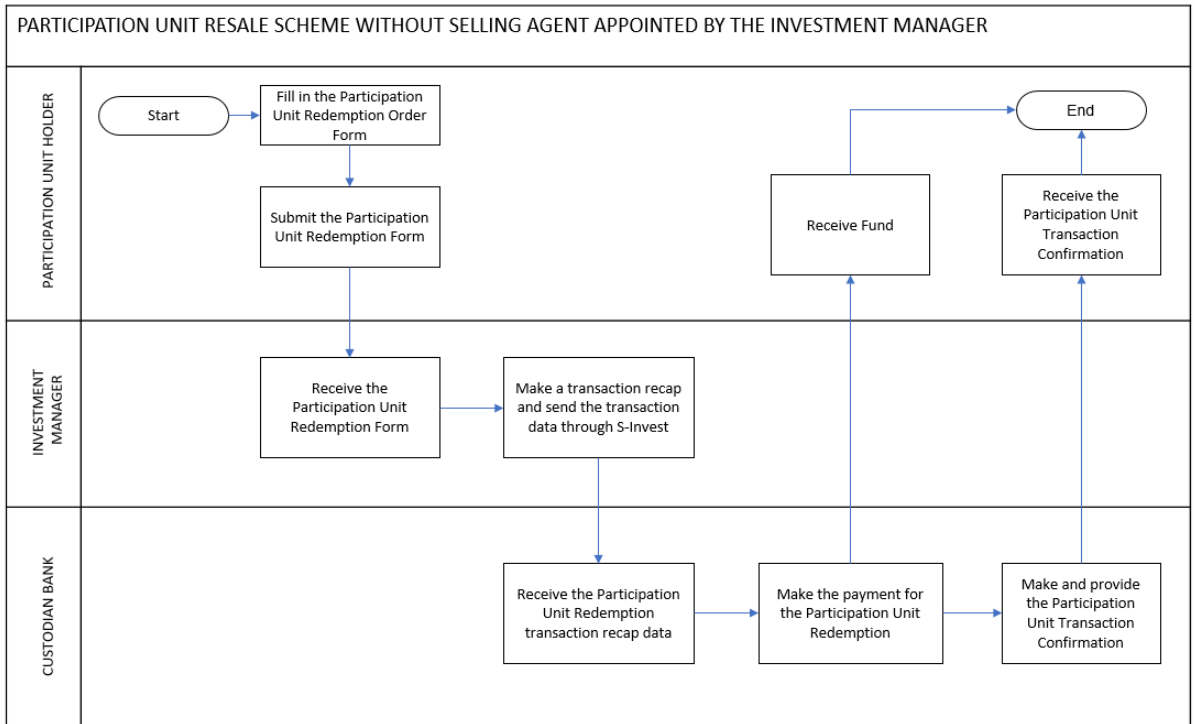 PARTICIPATION UNIT RESALE SCHEME WITHOUT SELLING AGENT APPOINTED BY THE INVESTMENT MANAGER
PARTICIPATION UNIT HOLDER
Start
Fill in the Participation
Unit Redemption Order
Form
Submit the Participation
Unit Redemption Form
Receive Fund
End
Receive the
Participation Unit
Transaction
Confirmation
INVESTMENT
MANAGER
Receive the
Participation Unit
Redemption Form
Make a transaction recap
and send the transaction
data through S-Invest
CUSTODIAN BANK
Receive the Participation
Unit Redemption
transaction recap data
Make the payment for
the Participation Unit
Redemption
Make and provide
the Participation
Unit Transaction
Confirmation